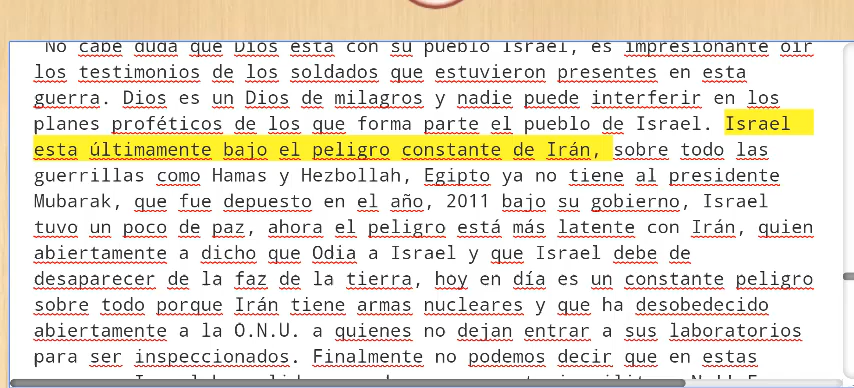 No cabe duda que Dios esta con su pueblo Israel, es impresionante oír
los testimonios de los soldados que estuvieron presentes en esta
guerra. Dios es un Dios de milagros y nadie puede interferir en los
planes proféticos de los que forma parte el pueblo de Israel. Israel
esta últimamente bajo el peligro constante de Irán, sobre todo las
guerrillas como Hamas y Hezbollah, Egipto ya no tiene al presidente
Mubarak, que fue depuesto en el año, 2011 bajo su gobierno, Israel
tuvo un poco de paz, ahora el peligro está más latente con Irán, quien
abiertamente a dicho que Odia a Israel y que Israel debe de
desaparecer de la faz de la tierra, hoy en día es un constante peligro
sobre todo porque Irán tiene armas nucleares y que ha desobedecido
abiertamente a la O.N.U. a quienes no dejan entrar a sus laboratorios
para ser inspeccionados. Finalmente no podemos decir que en estas